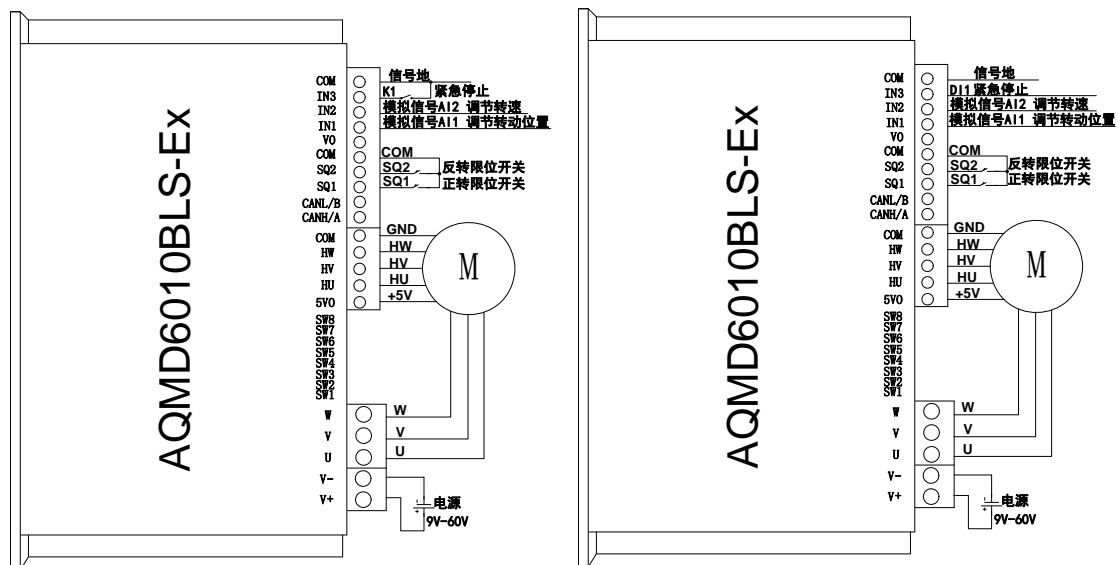 AQMD6010BLS-Ex
COM 信号地
IN3 K1 紧急停止
IN2 模拟信号AI2 调节转速
IN1 模拟信号AI1 调节转动位置
VO
COM COM
SQ2 SQ2 反转限位开关
SQ1 SQ1 正转限位开关
CANL/B
CANH/A
COM GND
HW HW
HV HV M
HU HU
5VO +5V
SW8
SW7
SW6
SW5
SW4
SW3
SW2
SW1
W W
V V
U U
V- - 电源
V+ + 9V-60V
AQMD6010BLS-Ex
COM 信号地
IN3 DI1 紧急停止
IN2 模拟信号AI2 调节转速
IN1 模拟信号AI1 调节转动位置
VO
COM COM
SQ2 SQ2 反转限位开关
SQ1 SQ1 正转限位开关
CANL/B
CANH/A
COM GND
HW HW
HV HV M
HU HU
5VO +5V
SW8
SW7
SW6
SW5
SW4
SW3
SW2
SW1
W W
V V
U U
V- - 电源
V+ + 9V-60V